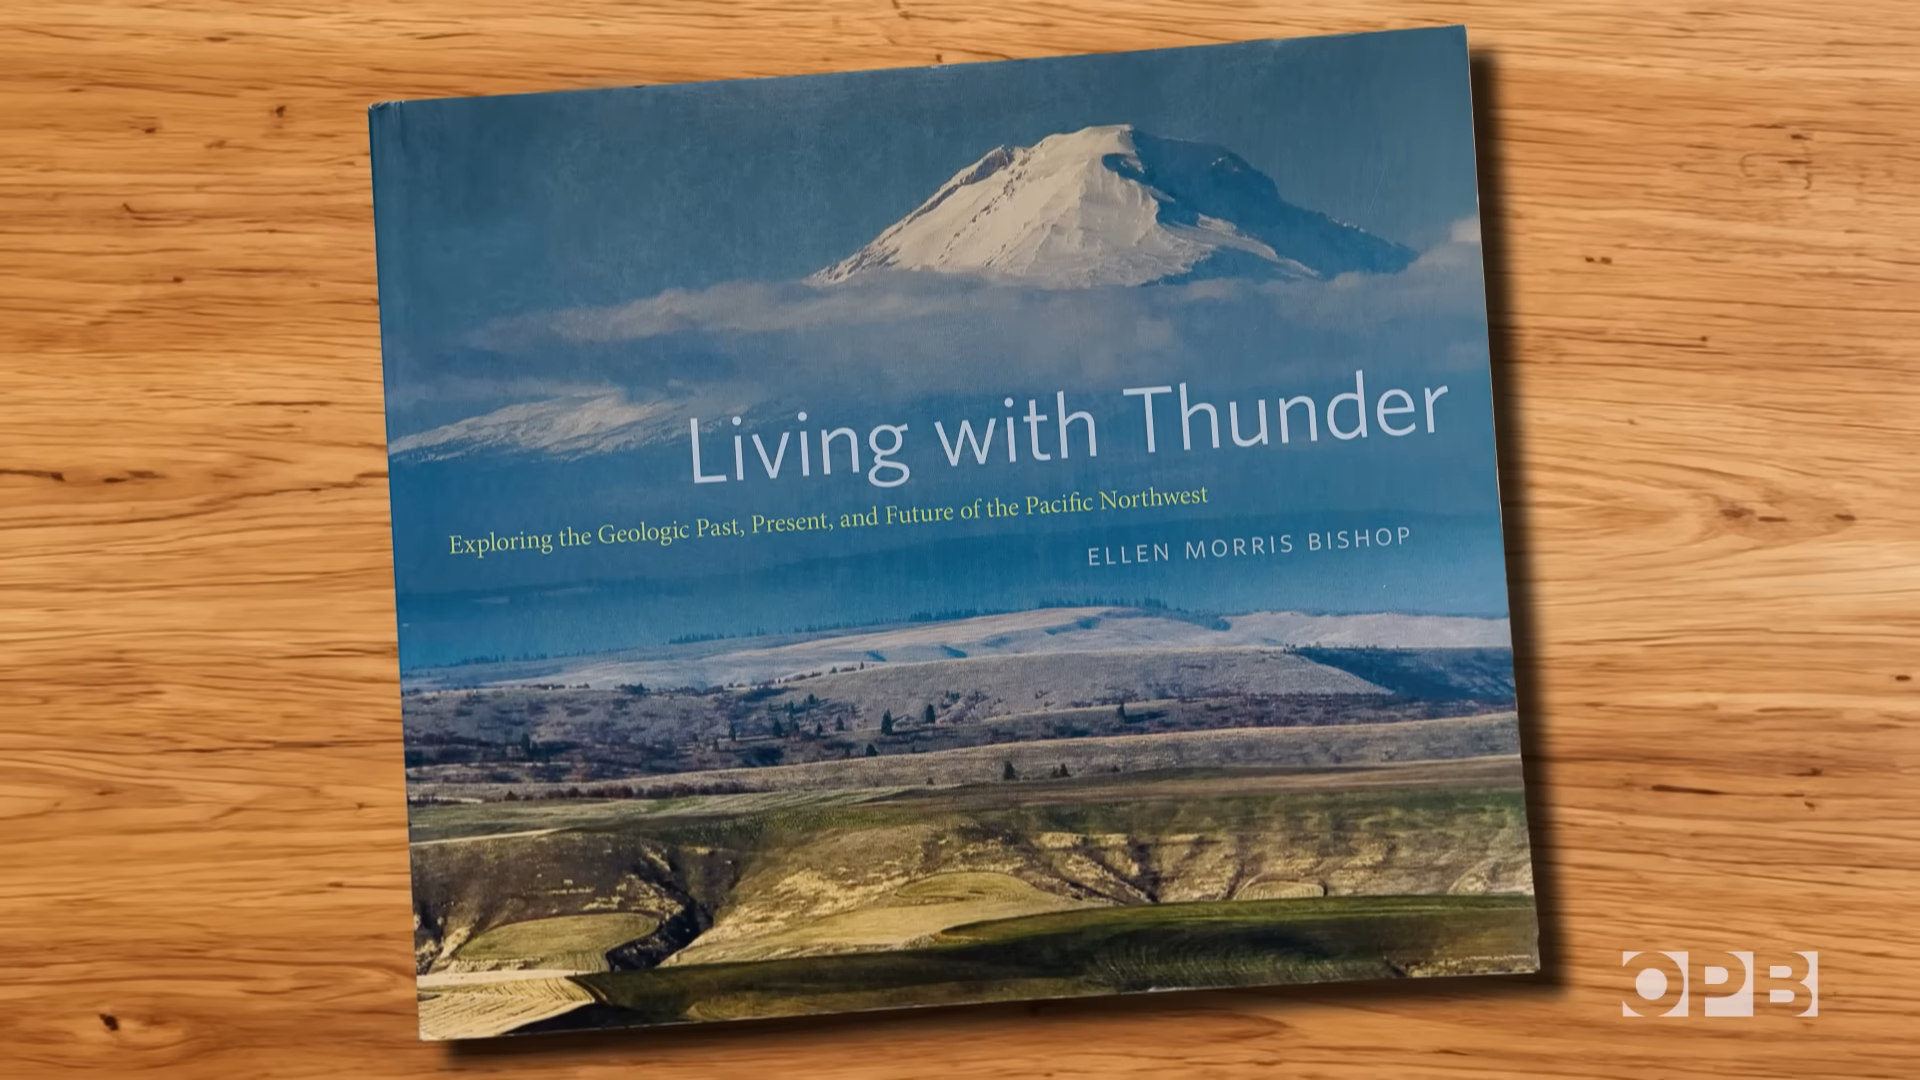 Living with Thunder
Exploring the Geologic Past, Present, and Future of the Pacific Northwest
ELLEN MORRIS BISHOP
OPB